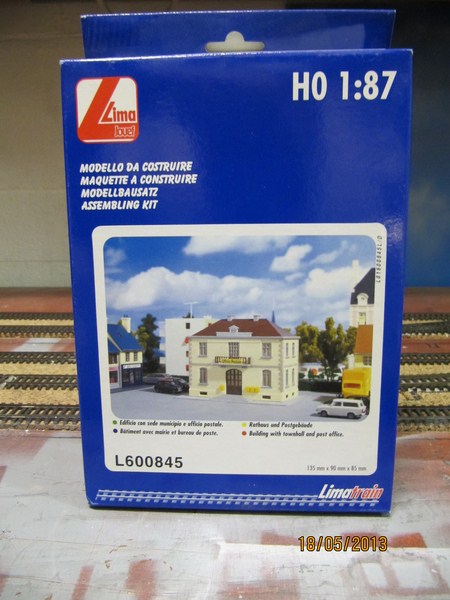 HO 1:87
Lima
Jouef
MODELLO DA COSTRUIRE
MAQUETTE A CONSTRUIRE
MODELLBAUSATZ
ASSEMBLING KIT
Edificio con sede municipio e officio postale.
Bâtiment avec mairie et bureau de poste.
Rathaus und Postgebäude
Building with townhall and post office.
L600845
135 mm x 90 mm x 85 mm
Limatrain
18/05/2013